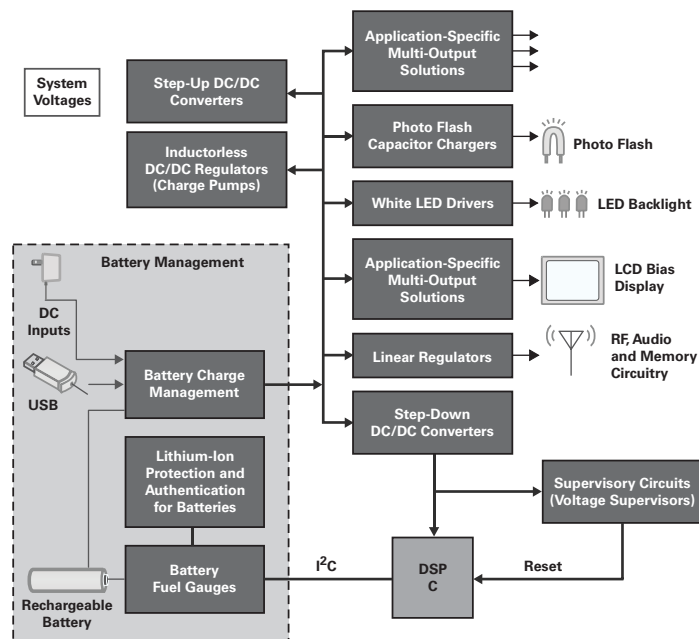 System
Voltages
Step-Up DC/DC
Converters
Inductorless
DC/DC Regulators
(Charge Pumps)
Application-Specific
Multi-Output
Solutions
Photo Flash
Capacitor Chargers
Photo Flash
White LED Drivers
LED Backlight
Application-Specific
Multi-Output
Solutions
LCD Bias
Display
Linear Regulators
RF, Audio
and Memory
Circuitry
Step-Down
DC/DC Converters
Battery Management
DC
Inputs
USB
Battery Charge
Management
Lithium-Ion
Protection and
Authentication
for Batteries
Battery
Fuel Gauges
Rechargeable
Battery
I²C
DSP
C
Reset
Supervisory Circuits
(Voltage Supervisors)